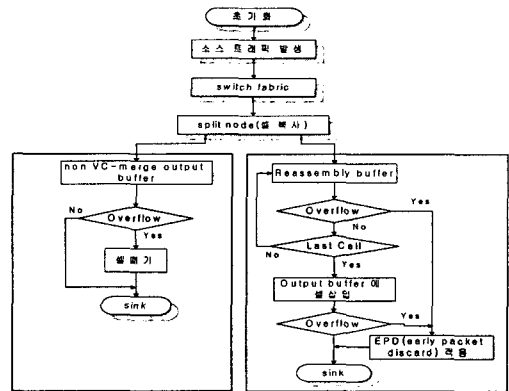 초기화
소스 트래픽 발생
switch fabric
split node(셀 복사)
non VC-merge output
buffer
Overflow
No
Yes
셀폐기
sink
Reassembly buffer
Overflow
Yes
No
Last Cell
No
Yes
Output buffer 에
셀삽입
Overflow
Yes
EPD(early packet
discard) 적용
sink